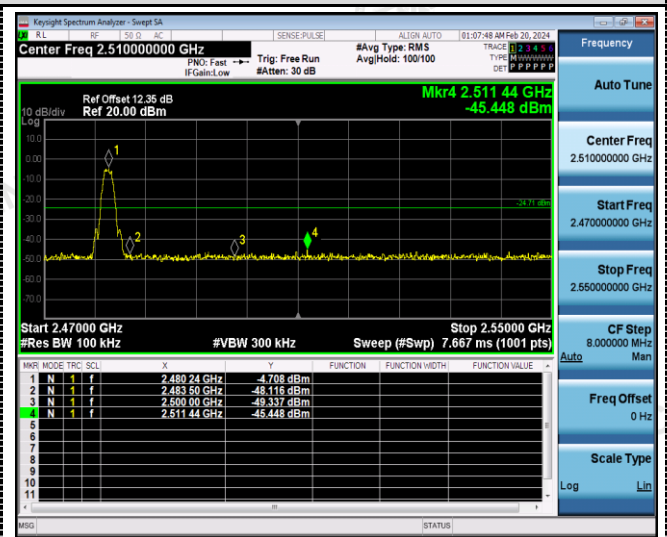 Keysight Spectrum Analyzer - Swept SA
RL RF 50 Ω AC SENSE:PULSE ALIGN AUTO 01:07:48 AM Feb 20, 2024
Center Freq 2.510000000 GHz
PNO: Fast
IFGain:Low
Trig: Free Run
#Atten: 30 dB
#Avg Type: RMS
Avg|Hold: 100/100
TRACE 1 2 3 4 5 6
TYPE M W W W W W
DET P P P P P P
Ref Offset 12.35 dB
Ref 20.00 dBm
10 dB/div
Log
Mkr4 2.511 44 GHz
-45.448 dBm
10.0
0.00
-10.0
-20.0
-30.0
-40.0
-50.0
-60.0
-70.0
1
2
3
4
-24.71 dBm
Start 2.47000 GHz Stop 2.55000 GHz
#Res BW 100 kHz #VBW 300 kHz Sweep (#Swp) 7.667 ms (1001 pts)
MKR MODE TRC SCL X Y FUNCTION FUNCTION WIDTH FUNCTION VALUE
1 N 1 f 2.480 24 GHz -4.708 dBm
2 N 1 f 2.483 50 GHz -48.116 dBm
3 N 1 f 2.500 00 GHz -49.337 dBm
4 N 1 f 2.511 44 GHz -45.448 dBm
5
6
7
8
9
10
11
MSG STATUS
Frequency
Auto Tune
Center Freq
2.510000000 GHz
Start Freq
2.470000000 GHz
Stop Freq
2.550000000 GHz
CF Step
8.000000 MHz
Auto Man
Freq Offset
0 Hz
Scale Type
Log Lin